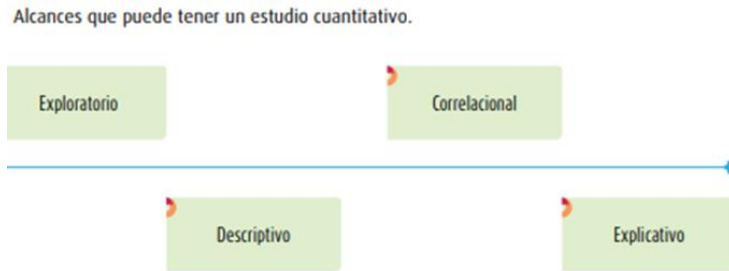 Alcances que puede tener un estudio cuantitativo.
Exploratorio
Correlacional
Descriptivo
Explicativo